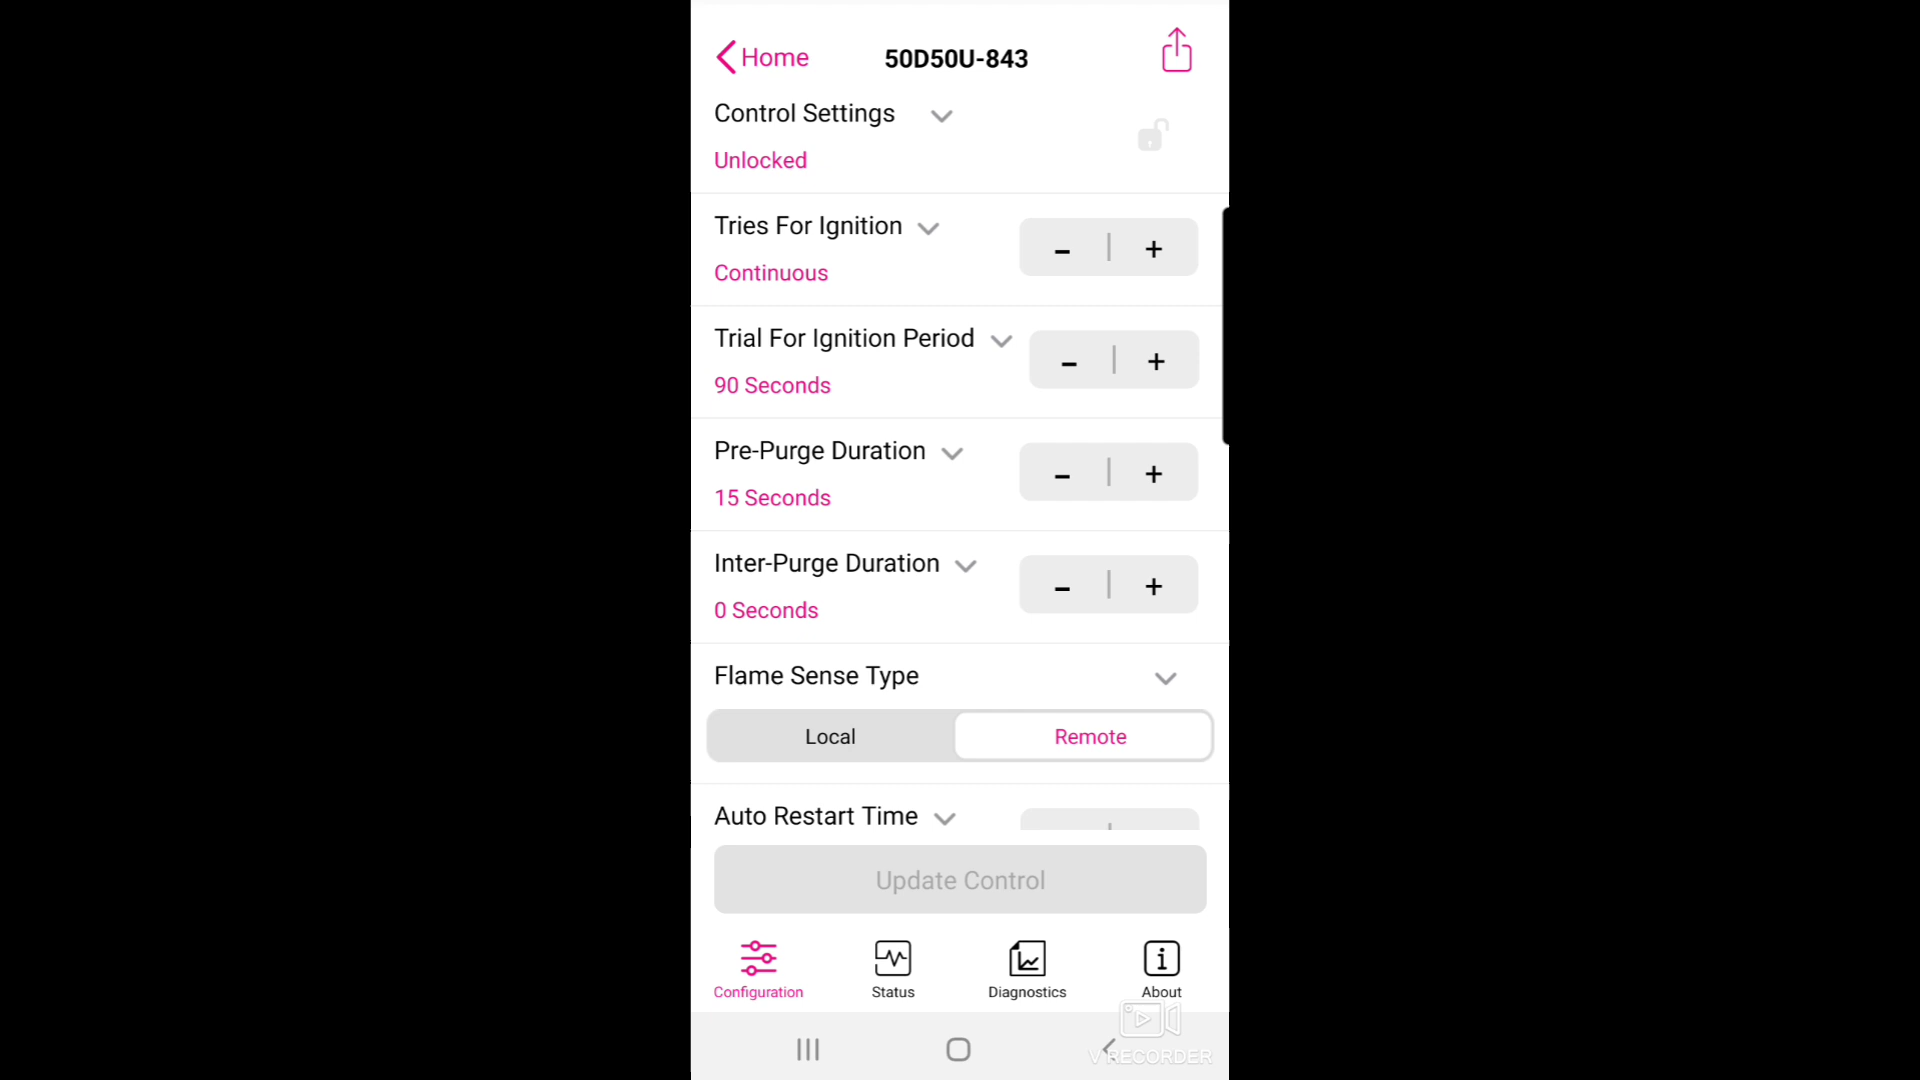 Home
50D50U-843
Control Settings
Unlocked
Tries For Ignition
Continuous
- | +
Trial For Ignition Period
90 Seconds
- | +
Pre-Purge Duration
15 Seconds
- | +
Inter-Purge Duration
0 Seconds
- | +
Flame Sense Type
Local
Remote
Auto Restart Time
Update Control
Configuration
Status
Diagnostics
About
V RECORDER